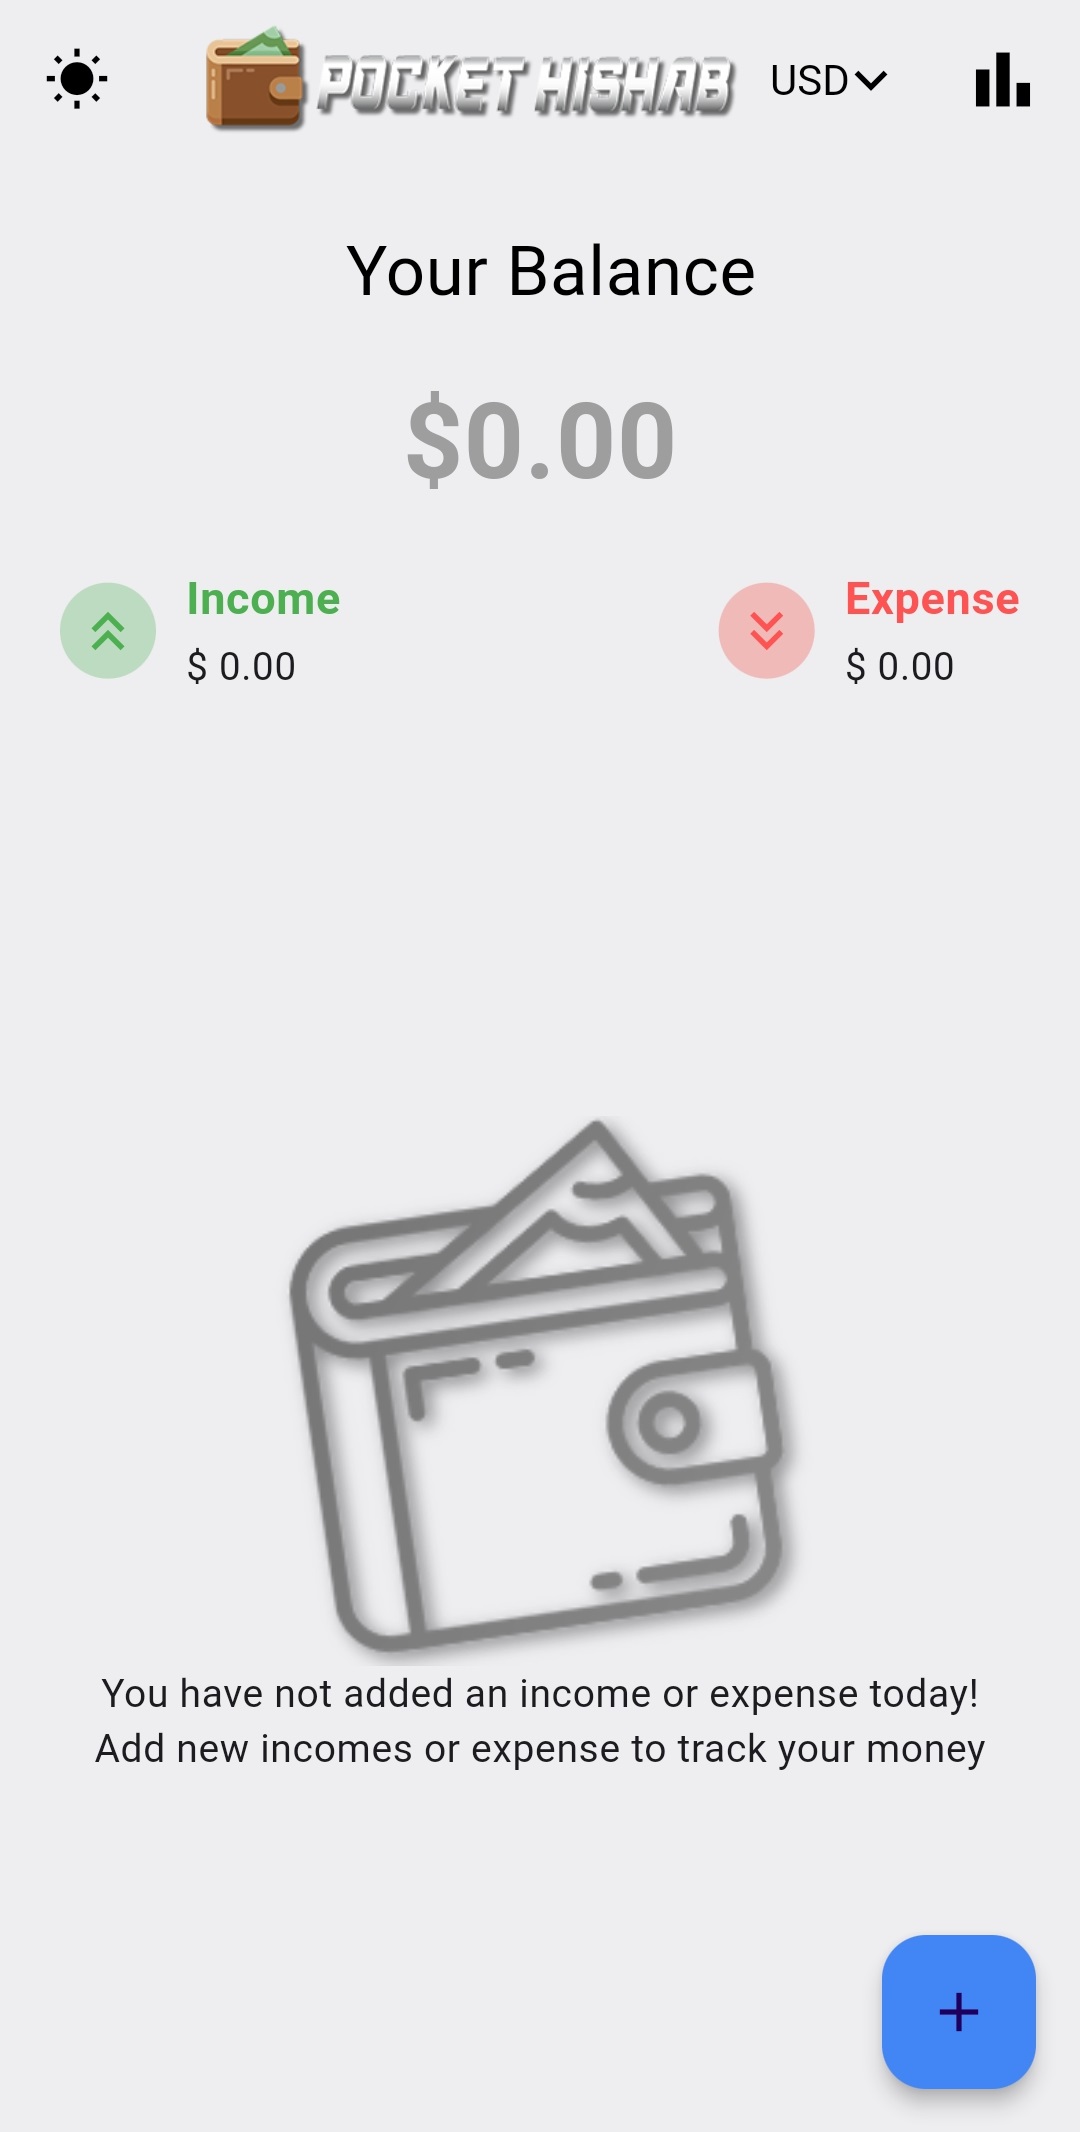 POCKET HISHAB
USD
Your Balance
$0.00
Income
$ 0.00
Expense
$ 0.00
You have not added an income or expense today!
Add new incomes or expense to track your money